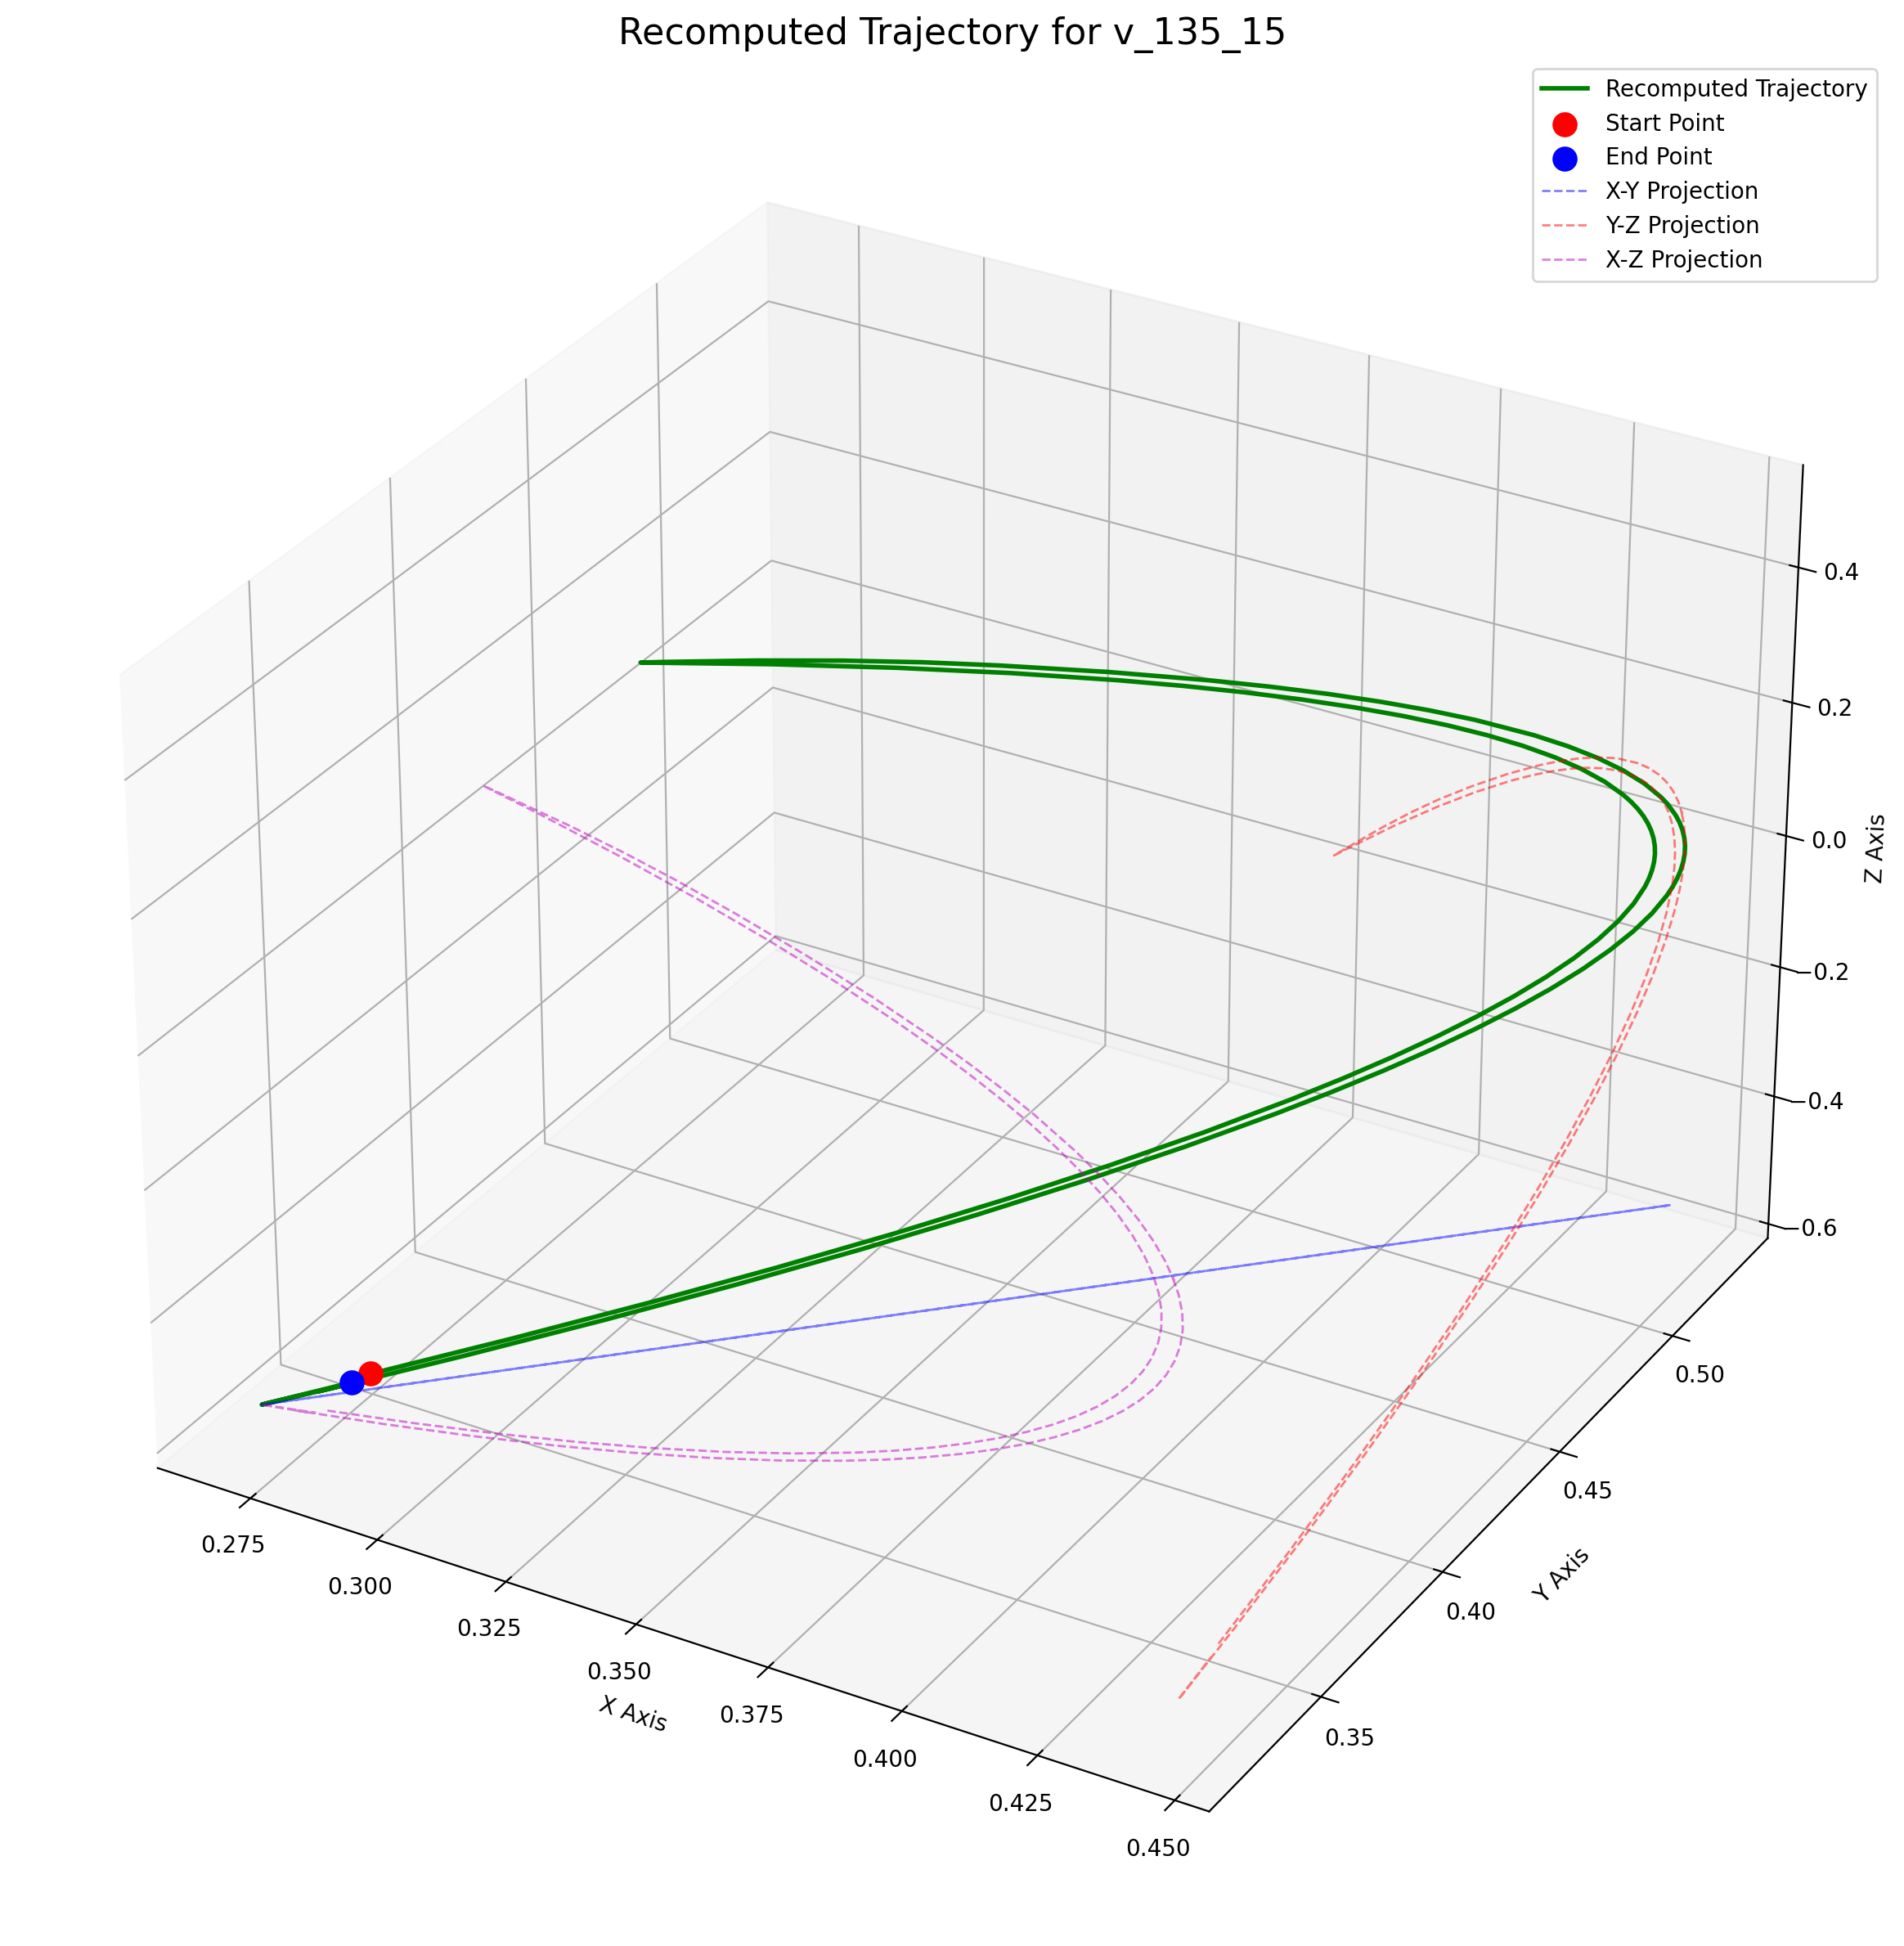 Recomputed Trajectory for v_135_15
Recomputed Trajectory
Start Point
End Point
X-Y Projection
Y-Z Projection
X-Z Projection
0.4
0.2
0.0
Z Axis
−0.2
−0.4
−0.6
0.50
0.45
0.40
Y Axis
0.35
0.275
0.300
0.325
0.350
X Axis
0.375
0.400
0.425
0.450